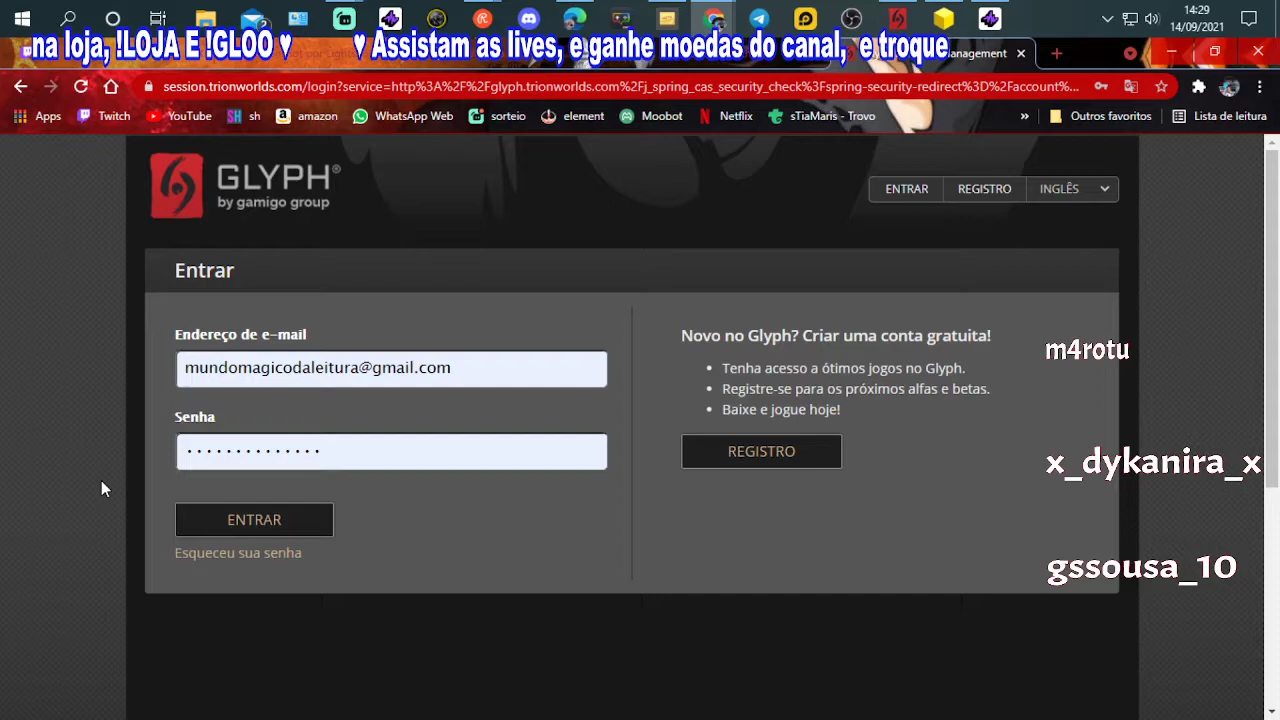 14:29
14/09/2021
na loja, !LOJA E !GLOO ♥ ♥ Assistam as lives, e ganhe moedas do canal, e troque
anagement
session.trionworlds.com/login?service=http%3A%2F%2Fglyph.trionworlds.com%2Fj_spring_cas_security_check%3Fspring-security-redirect%3D%2Faccount%...
Apps Twitch YouTube sh amazon WhatsApp Web sorteio element Moobot Netflix sTiaMaris - Trovo » Outros favoritos Lista de leitura
GLYPH®
by gamigo group
ENTRAR REGISTRO INGLÊS
Entrar
Endereço de e-mail
mundomagicodaleitura@gmail.com
Senha
ENTRAR
Esqueceu sua senha
Novo no Glyph? Criar uma conta gratuita!
• Tenha acesso a ótimos jogos no Glyph.
• Registre-se para os próximos alfas e betas.
• Baixe e jogue hoje!
REGISTRO
m4rotu
x_dykanira_x
gssousa_10